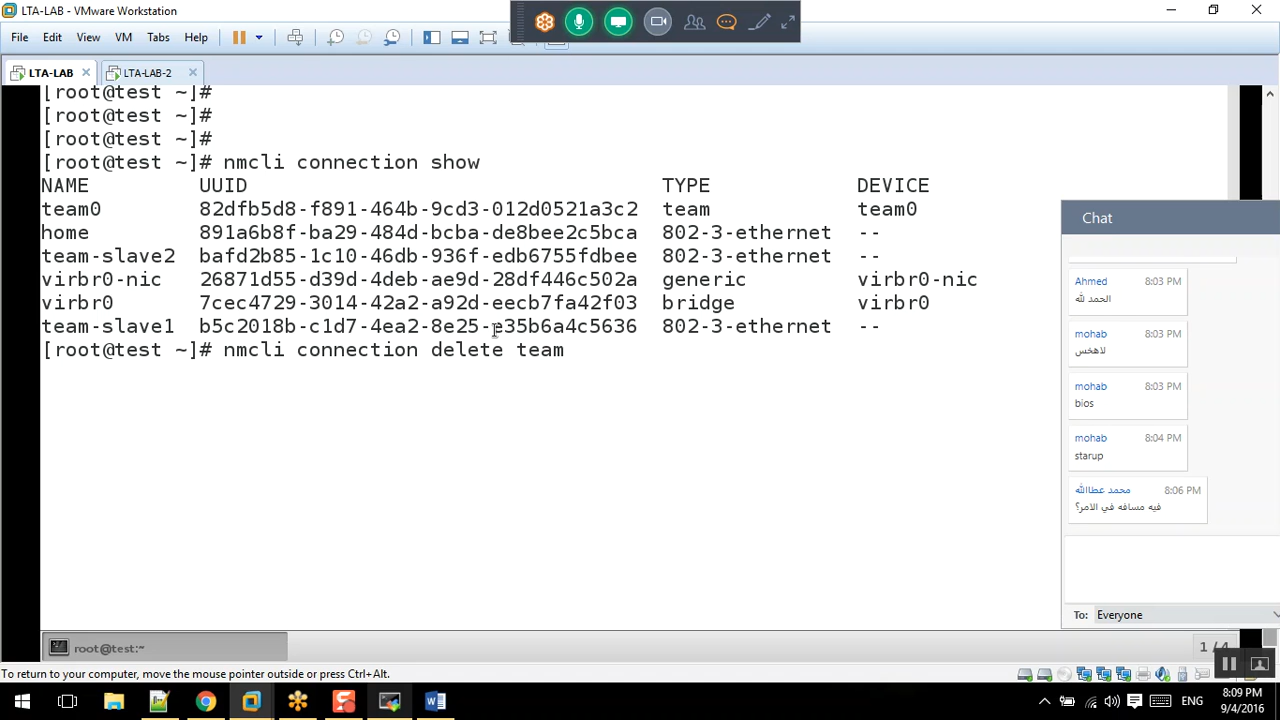 LTA-LAB - VMware Workstation
File Edit View VM Tabs Help
LTA-LAB LTA-LAB-2
[root@test ~]#
[root@test ~]#
[root@test ~]#
[root@test ~]# nmcli connection show
NAME UUID TYPE DEVICE
team0 82dfb5d8-f891-464b-9cd3-012d0521a3c2 team team0
home 891a6b8f-ba29-484d-bcba-de8bee2c5bca 802-3-ethernet --
team-slave2 bafd2b85-1c10-46db-936f-edb6755fdbee 802-3-ethernet --
virbr0-nic 26871d55-d39d-4deb-ae9d-28df446c502a generic virbr0-nic
virbr0 7cec4729-3014-42a2-a92d-eecb7fa42f03 bridge virbr0
team-slave1 b5c2018b-c1d7-4ea2-8e25-e35b6a4c5636 802-3-ethernet --
[root@test ~]# nmcli connection delete team
Chat
Ahmed 8:03 PM
الحمد لله
mohab 8:03 PM
لاهخس
mohab 8:03 PM
bios
mohab 8:04 PM
starup
محمد عطاالله 8:06 PM
فيه مسافه في الامر؟
To: Everyone
root@test:~
1 / 4
To return to your computer, move the mouse pointer outside or press Ctrl+Alt.
ENG
8:09 PM
9/4/2016